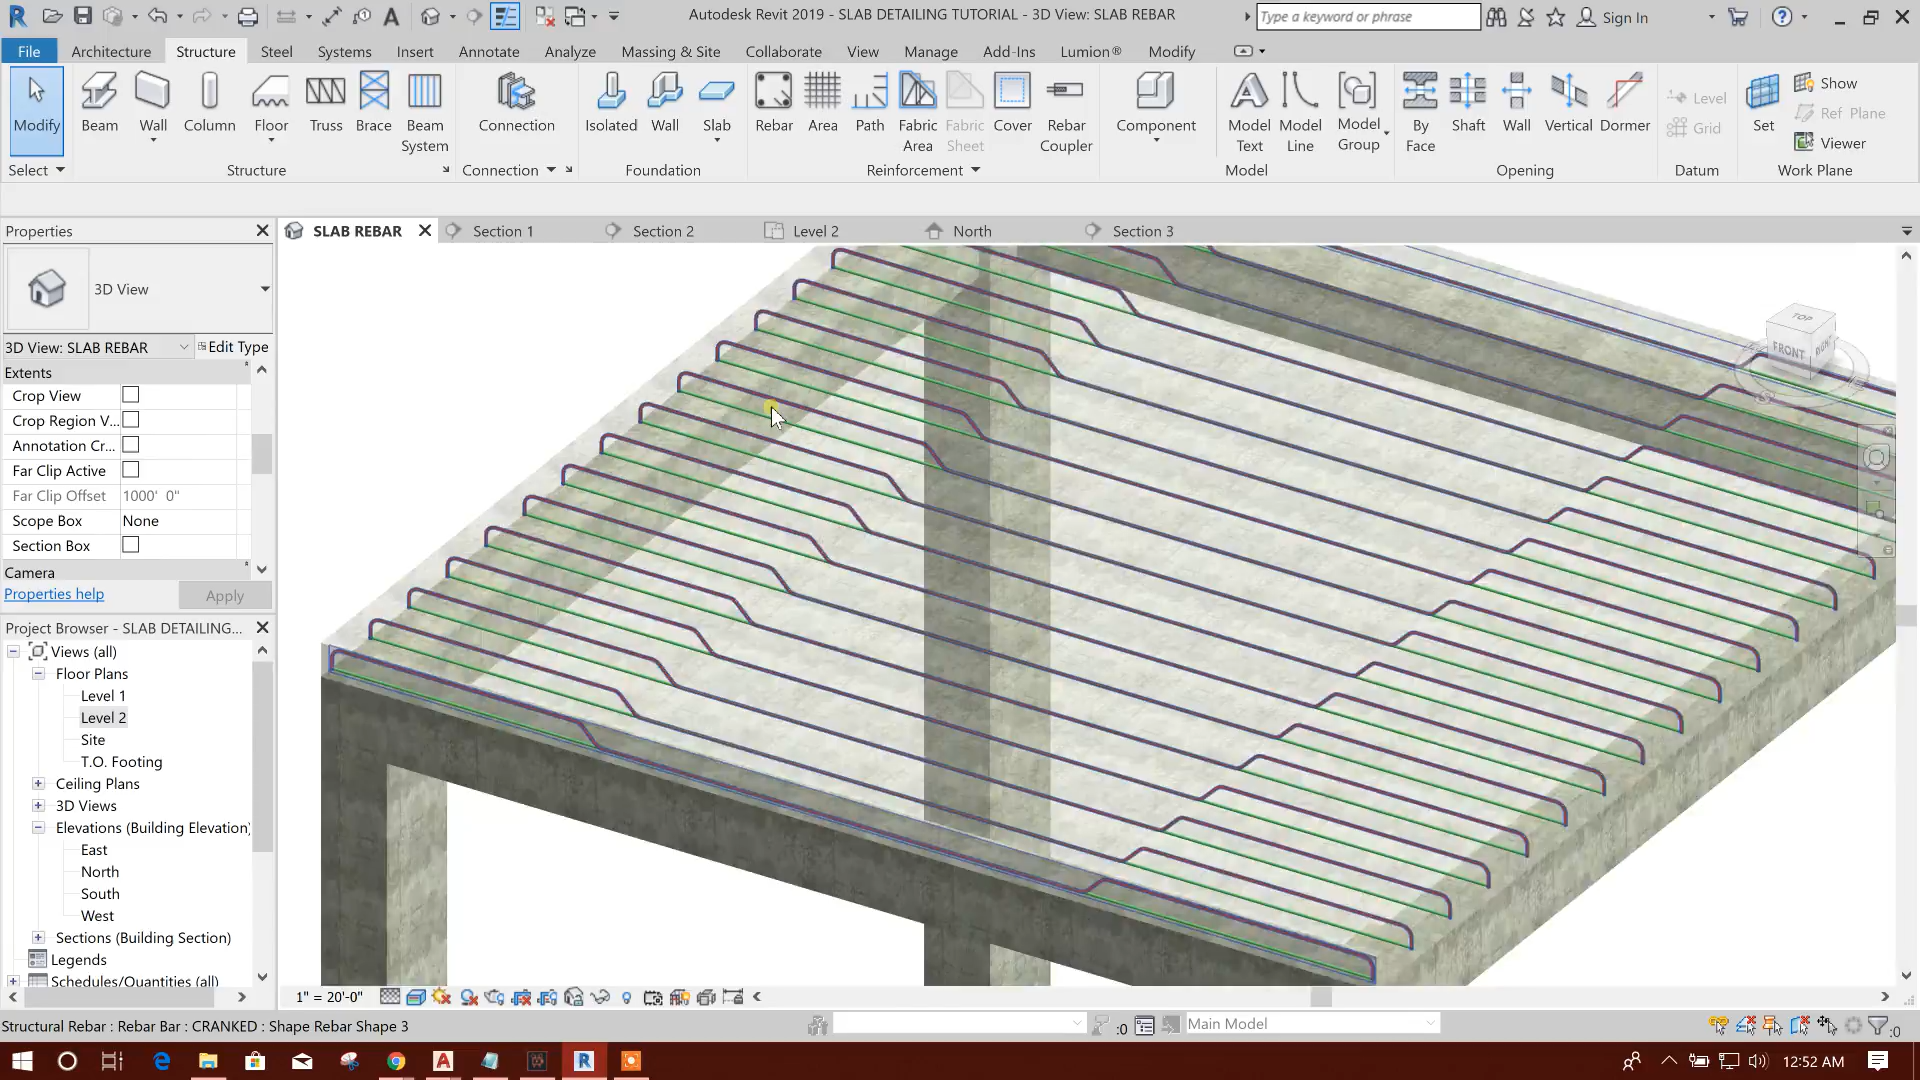 Autodesk Revit 2019 - SLAB DETAILING TUTORIAL - 3D View: SLAB REBAR
Type a keyword or phrase
Sign In
File Architecture Structure Steel Systems Insert Annotate Analyze Massing & Site Collaborate View Manage Add-Ins Lumion® Modify
Modify Beam Wall Column Floor Truss Brace Beam System Connection Isolated Wall Slab Rebar Area Path Fabric Area Fabric Sheet Cover Rebar Coupler Component Model Text Model Line Model Group By Face Shaft Wall Vertical Dormer Level Grid Set Show Ref Plane Viewer
Select Structure Connection Foundation Reinforcement Model Opening Datum Work Plane
Properties
SLAB REBAR Section 1 Section 2 Level 2 North Section 3
3D View
3D View: SLAB REBAR Edit Type
Extents
Crop View
Crop Region V...
Annotation Cr...
Far Clip Active
Far Clip Offset 1000' 0"
Scope Box None
Section Box
Camera
Properties help Apply
Project Browser - SLAB DETAILING...
Views (all)
Floor Plans
Level 1
Level 2
Site
T.O. Footing
Ceiling Plans
3D Views
Elevations (Building Elevation)
East
North
South
West
Sections (Building Section)
Legends
Schedules/Quantities (all)
TOP
FRONT
RIGHT
1" = 20'-0"
Structural Rebar : Rebar Bar : CRANKED : Shape Rebar Shape 3
:0
Main Model
:0
12:52 AM